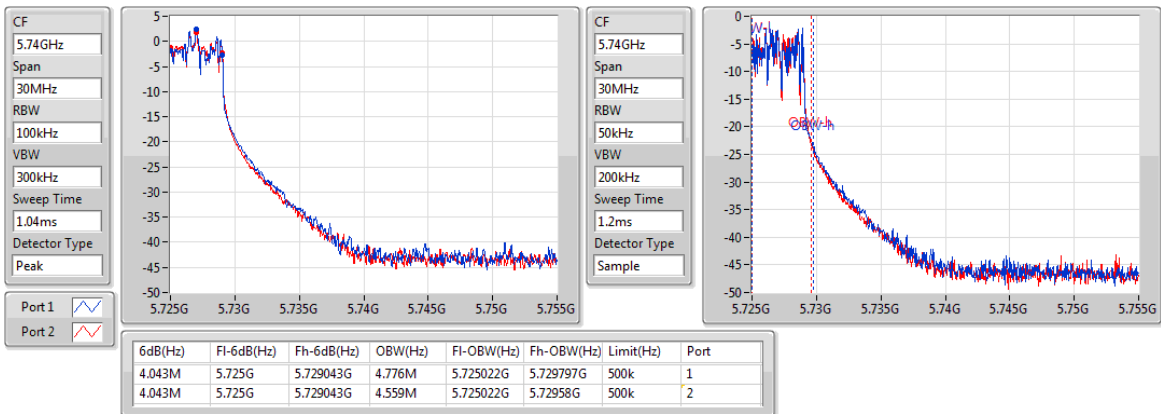 CF
5.74GHz
Span
30MHz
RBW
100kHz
VBW
300kHz
Sweep Time
1.04ms
Detector Type
Peak
Port 1
Port 2
5
0
-5
-10
-15
-20
-25
-30
-35
-40
-45
-50
5.725G 5.73G 5.735G 5.74G 5.745G 5.75G 5.755G
CF
5.74GHz
Span
30MHz
RBW
50kHz
VBW
200kHz
Sweep Time
1.2ms
Detector Type
Sample
0
-5
-10
-15
-20
-25
-30
-35
-40
-45
-50
OBW-h
5.725G 5.73G 5.735G 5.74G 5.745G 5.75G 5.755G
6dB(Hz) Fl-6dB(Hz) Fh-6dB(Hz) OBW(Hz) Fl-OBW(Hz) Fh-OBW(Hz) Limit(Hz) Port
4.043M 5.725G 5.729043G 4.776M 5.725022G 5.729797G 500k 1
4.043M 5.725G 5.729043G 4.559M 5.725022G 5.72958G 500k 2